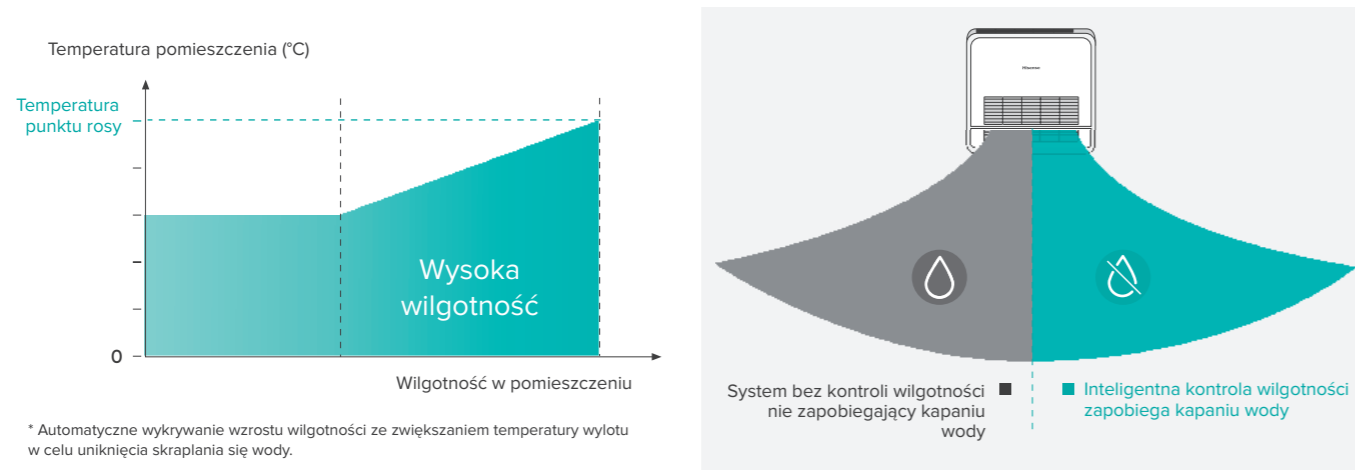 Temperatura pomieszczenia (°C)
Temperatura
punktu rosy
Wysoka
wilgotność
0
Wilgotność w pomieszczeniu
* Automatyczne wykrywanie wzrostu wilgotności ze zwiększaniem temperatury wylotu
w celu uniknięcia skraplania się wody.
Hisense
System bez kontroli wilgotności
nie zapobiegający kapaniu
wody
Inteligentna kontrola wilgotności
zapobiega kapaniu wody